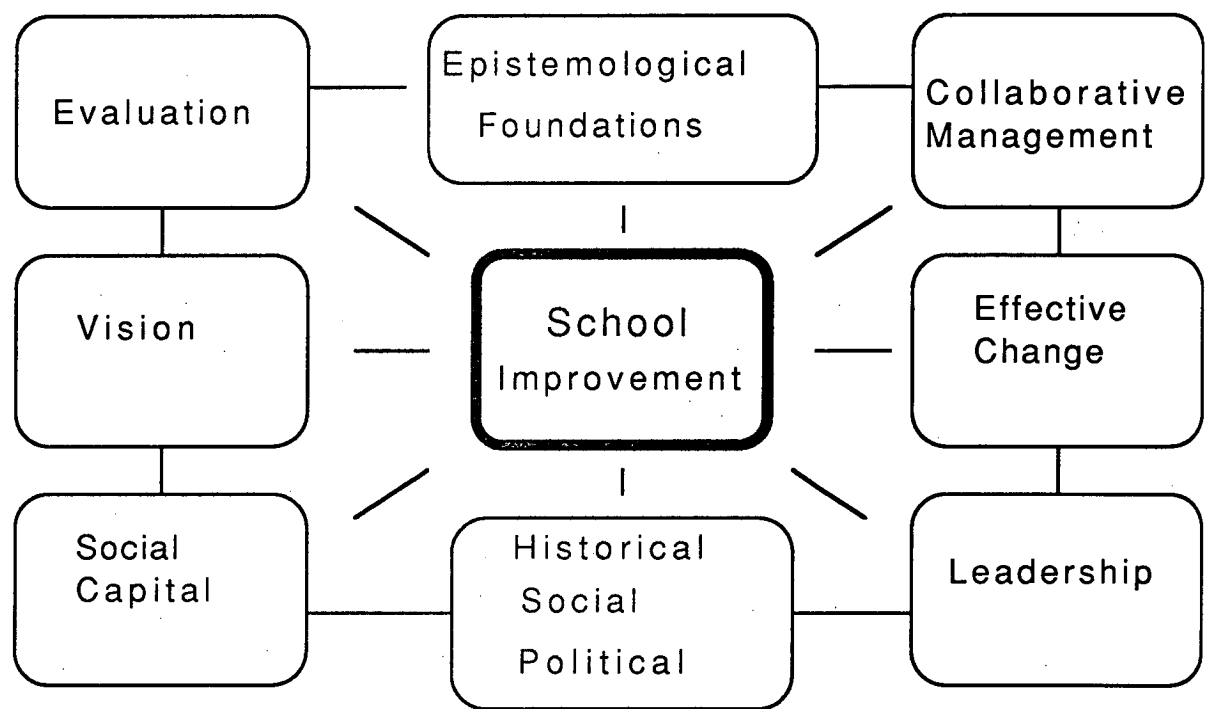 Evaluation
Epistemological
Foundations
Collaborative
Management
Vision
School
Improvement
Effective
Change
Social
Capital
Historical
Social
Political
Leadership